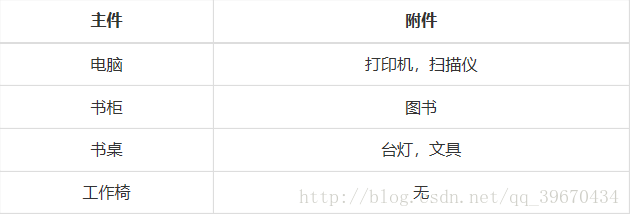 主件 附件
电脑 打印机，扫描仪
书柜 图书
书桌 台灯，文具
工作椅 无
http://blog.csdn.net/qq_39670434